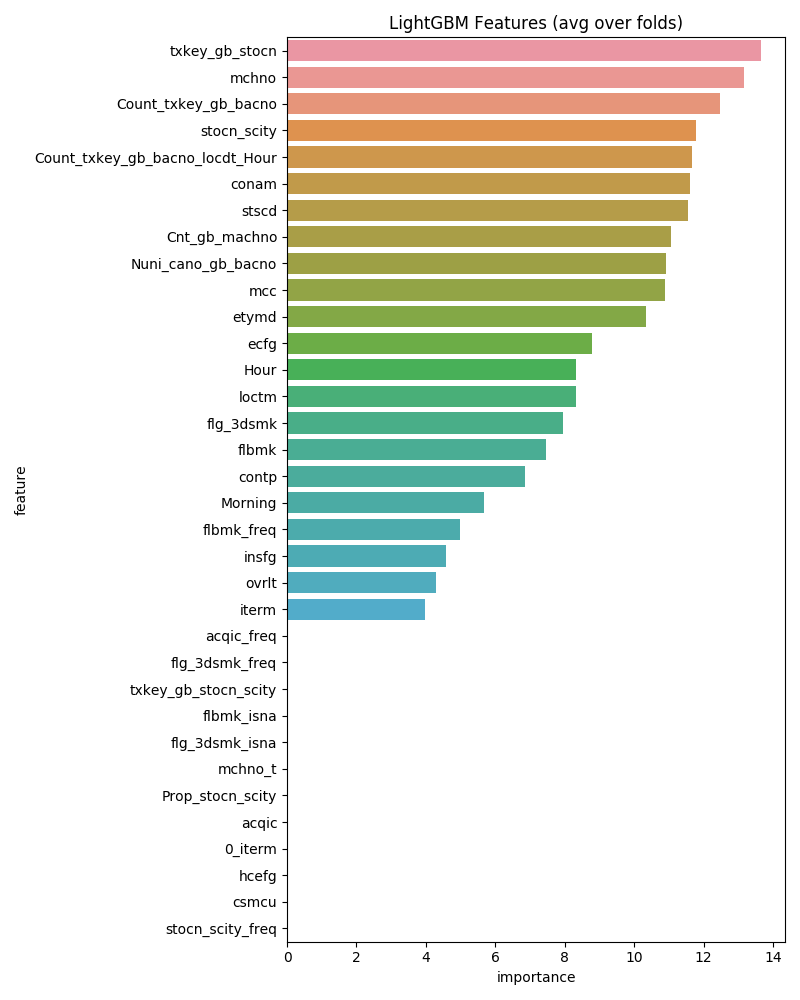 LightGBM Features (avg over folds)
txkey_gb_stocn
mchno
Count_txkey_gb_bacno
stocn_scity
Count_txkey_gb_bacno_locdt_Hour
conam
stscd
Cnt_gb_machno
Nuni_cano_gb_bacno
mcc
etymd
ecfg
Hour
loctm
flg_3dsmk
flbmk
contp
Morning
flbmk_freq
insfg
ovrlt
iterm
acqic_freq
flg_3dsmk_freq
txkey_gb_stocn_scity
flbmk_isna
flg_3dsmk_isna
mchno_t
Prop_stocn_scity
acqic
0_iterm
hcefg
csmcu
stocn_scity_freq
feature
0 2 4 6 8 10 12 14
importance